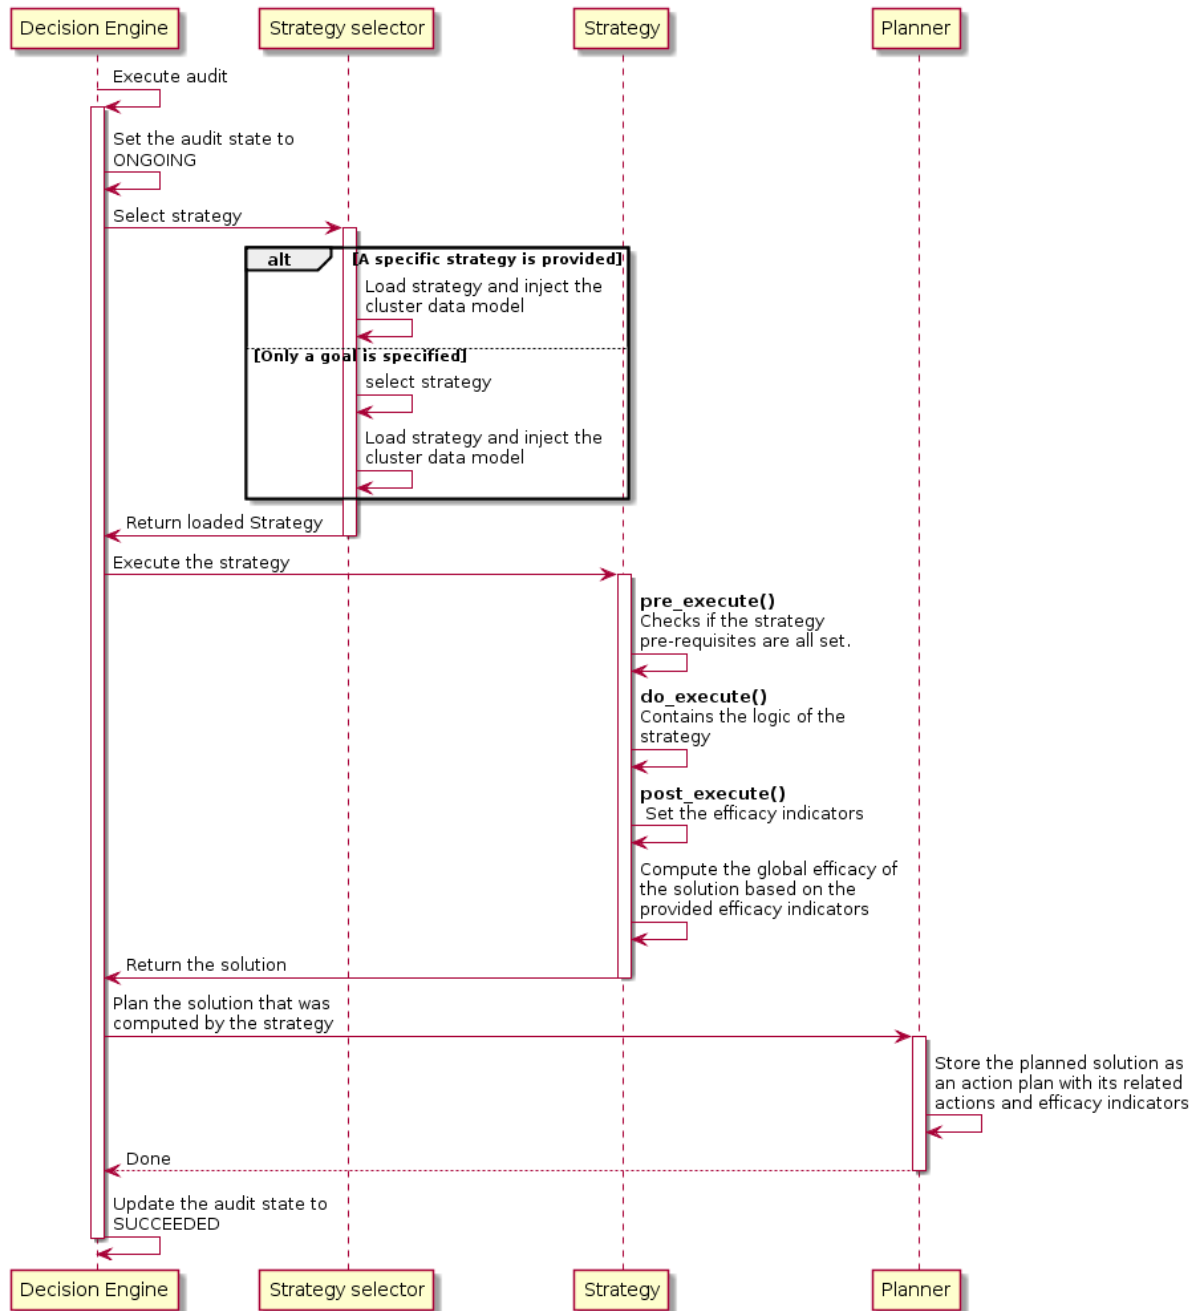 Decision Engine
Strategy selector
Strategy
Planner
Execute audit
Set the audit state to
ONGOING
Select strategy
alt
[A specific strategy is provided]
Load strategy and inject the
cluster data model
[Only a goal is specified]
select strategy
Load strategy and inject the
cluster data model
Return loaded Strategy
Execute the strategy
pre_execute()
Checks if the strategy
pre-requisites are all set.
do_execute()
Contains the logic of the
strategy
post_execute()
Set the efficacy indicators
Compute the global efficacy of
the solution based on the
provided efficacy indicators
Return the solution
Plan the solution that was
computed by the strategy
Store the planned solution as
an action plan with its related
actions and efficacy indicators
Done
Update the audit state to
SUCCEEDED
Decision Engine
Strategy selector
Strategy
Planner